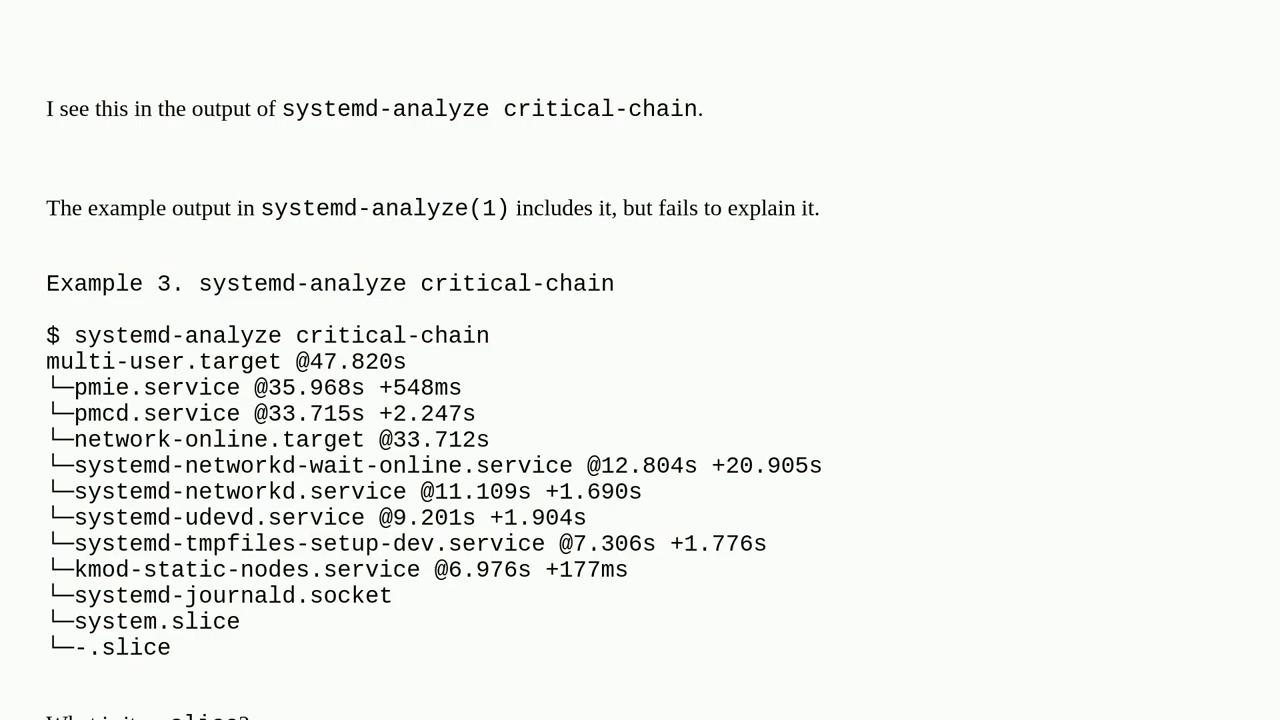 I see this in the output of systemd-analyze critical-chain.
The example output in systemd-analyze(1) includes it, but fails to explain it.
Example 3. systemd-analyze critical-chain
$ systemd-analyze critical-chain
multi-user.target @47.820s
└─pmie.service @35.968s +548ms
└─pmcd.service @33.715s +2.247s
└─network-online.target @33.712s
└─systemd-networkd-wait-online.service @12.804s +20.905s
└─systemd-networkd.service @11.109s +1.690s
└─systemd-udevd.service @9.201s +1.904s
└─systemd-tmpfiles-setup-dev.service @7.306s +1.776s
└─kmod-static-nodes.service @6.976s +177ms
└─systemd-journald.socket
└─system.slice
└─-.slice
What is it slice?